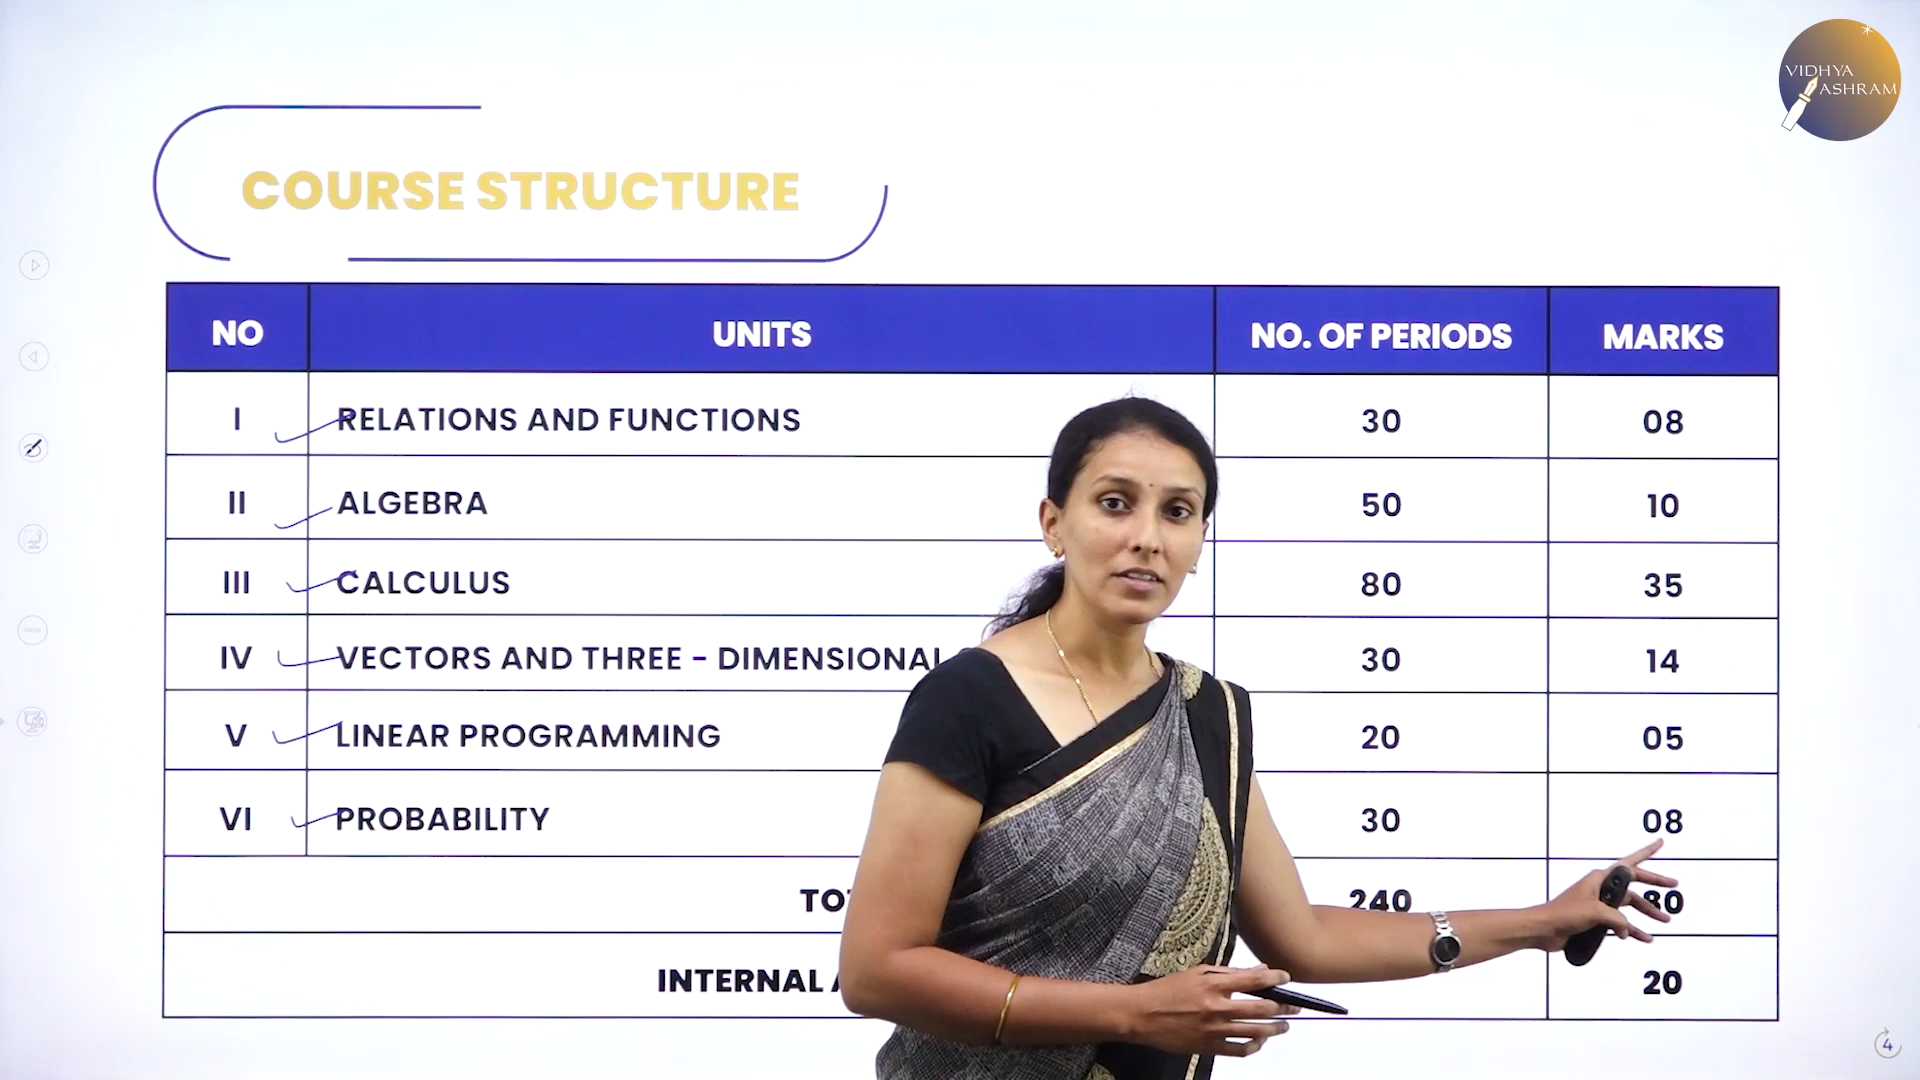 VIDHYA
ASHRAM
COURSE STRUCTURE
NO UNITS NO. OF PERIODS MARKS
I RELATIONS AND FUNCTIONS 30 08
II ALGEBRA 50 10
III CALCULUS 80 35
IV VECTORS AND THREE - DIMENSIONAL 30 14
V LINEAR PROGRAMMING 20 05
VI PROBABILITY 30 08
240 80
INTERNAL 20
4